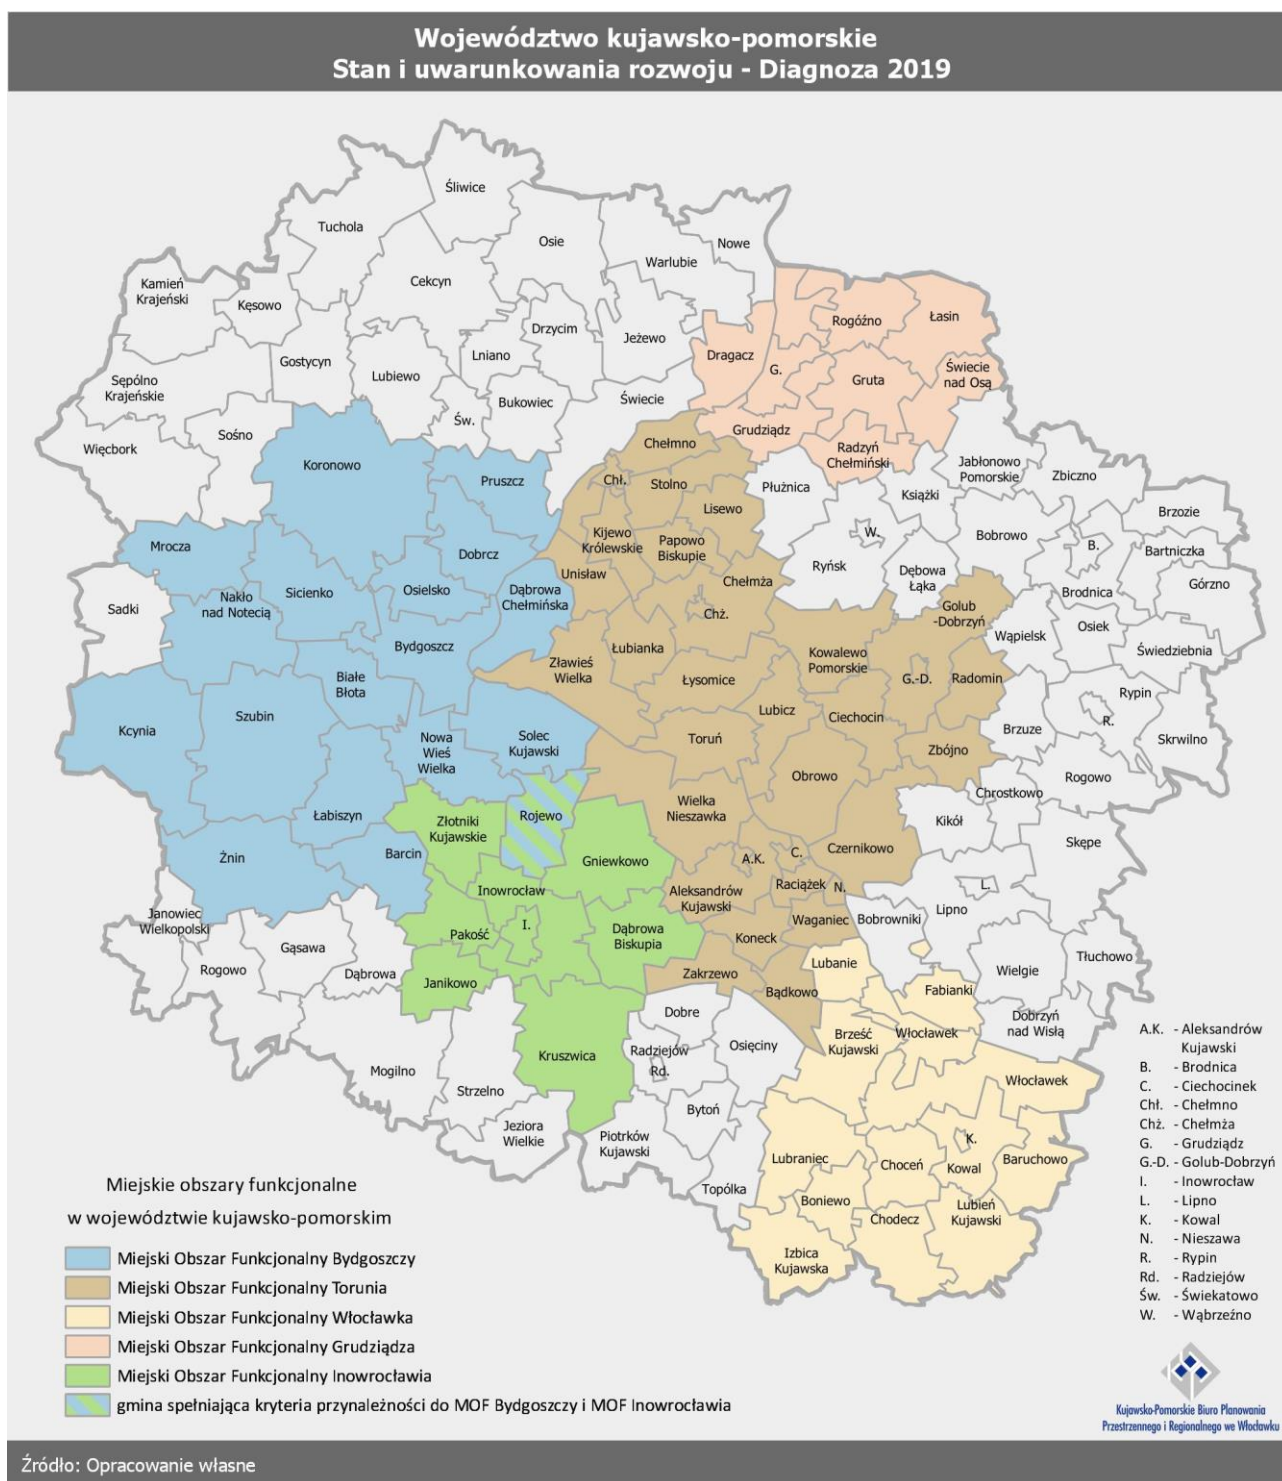 Województwo kujawsko-pomorskie
Stan i uwarunkowania rozwoju - Diagnoza 2019
Śliwice
Tuchola
Osie
Nowe
Warlubie
Kamień
Krajeński
Cekcyn
Kęsowo
Rogóźno
Łasin
Drzycim
Jeżewo
Gostycyn
Lniano
Dragacz
Lubiewo
G.
Gruta
Świecie
nad Osą
Sępólno
Krajeńskie
Bukowiec
Świecie
Św.
Grudziądz
Sośno
Więcbork
Chełmno
Radzyń
Chełmiński
Koronowo
Jabłonowo
Pomorskie
Zbiczno
Pruszcz
Chł.
Stolno
Płużnica
Książki
Lisewo
Brzozie
Mrocza
Dobrcz
Kijewo
Królewskie
Papowo
Biskupie
W.
Bobrowo
B.
Bartniczka
Unisław
Ryńsk
Dębowa
Łąka
Chełmża
Górzno
Sadki
Nakło
nad Notecią
Sicienko
Osielsko
Dąbrowa
Chełmińska
Brodnica
Chż.
Golub
-Dobrzyń
Wąpielsk
Osiek
Bydgoszcz
Łubianka
Kowalewo
Pomorskie
Świedziebnia
Zławieś
Wielka
Białe
Błota
Łysomice
G.-D.
Radomin
Rypin
Szubin
Lubicz
Ciechocin
R.
Kcynia
Nowa
Wieś
Wielka
Solec
Kujawski
Toruń
Brzuze
Skrwilno
Zbójno
Obrowo
Rogowo
Chrostkowo
Łabiszyn
Złotniki
Kujawskie
Rojewo
Wielka
Nieszawka
Kikół
Skępe
Żnin
Barcin
Gniewkowo
A.K.
C.
Czernikowo
Inowrocław
Aleksandrów
Kujawski
Raciążek
N.
L.
Janowiec
Wielkopolski
Pakość
I.
Dąbrowa
Biskupia
Waganiec
Bobrowniki
Lipno
Koneck
Gąsawa
Rogowo
Dąbrowa
Janikowo
Zakrzewo
Lubanie
Wielgie
Tłuchowo
Bądkowo
Fabianki
Dobre
Dobrzyń
nad Wisłą
Kruszwica
Radziejów
Rd.
Osięciny
Brześć
Kujawski
Włocławek
Mogilno
Strzelno
Włocławek
Bytoń
Jeziora
Wielkie
Piotrków
Kujawski
K.
Lubraniec
Choceń
Kowal
Baruchowo
Topólka
Boniewo
Chodecz
Lubień
Kujawski
Izbica
Kujawska
A.K. - Aleksandrów
Kujawski
B. - Brodnica
C. - Ciechocinek
Chł. - Chełmno
Chż. - Chełmża
G. - Grudziądz
G.-D. - Golub-Dobrzyń
I. - Inowrocław
L. - Lipno
K. - Kowal
N. - Nieszawa
R. - Rypin
Rd. - Radziejów
Św. - Świekatowo
W. - Wąbrzeźno
Miejskie obszary funkcjonalne
w województwie kujawsko-pomorskim
Miejski Obszar Funkcjonalny Bydgoszczy
Miejski Obszar Funkcjonalny Torunia
Miejski Obszar Funkcjonalny Włocławka
Miejski Obszar Funkcjonalny Grudziądza
Miejski Obszar Funkcjonalny Inowrocławia
gmina spełniająca kryteria przynależności do MOF Bydgoszczy i MOF Inowrocławia
Kujawsko-Pomorskie Biuro Planowania
Przestrzennego i Regionalnego we Włocławku
Źródło: Opracowanie własne